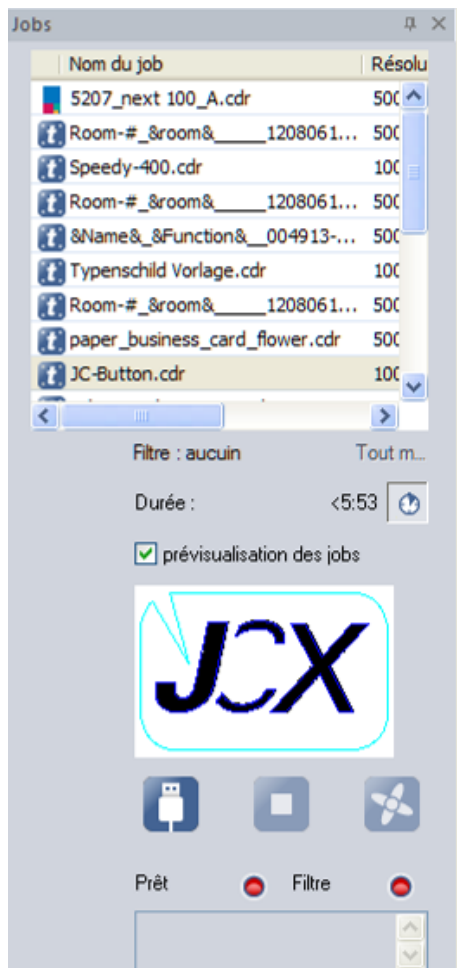 Jobs
Nom du job Résolu
5207_next 100_A.cdr 500
Room-#_&room&_____1208061... 500
Speedy-400.cdr 100
Room-#_&room&_____1208061... 500
&Name&_&Function&__004913-... 500
Typenschild Vorlage.cdr 100
Room-#_&room&_____1208061... 500
paper_business_card_flower.cdr 500
JC-Button.cdr 100
Filtre : aucuin Tout m...
Durée : <5:53
prévisualisation des jobs
JCX
Prêt Filtre